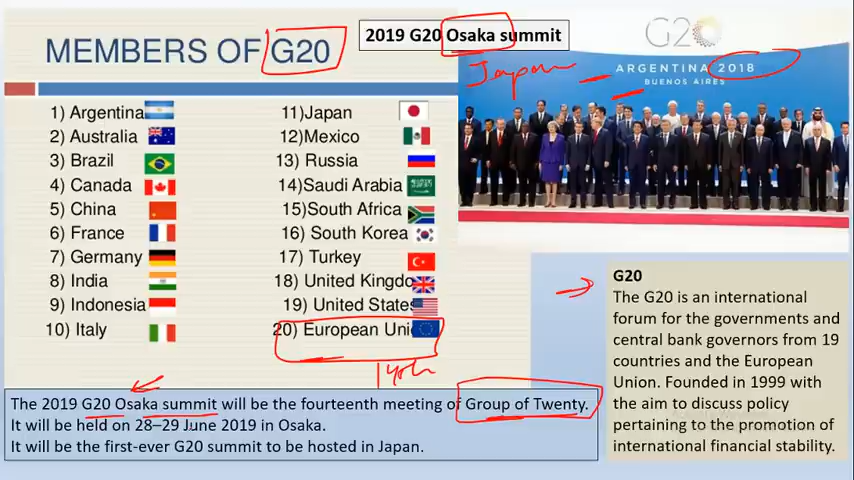 2019 G20 Osaka summit
MEMBERS OF G20
Japan
G20
ARGENTINA 2018
BUENOS AIRES
1) Argentina
2) Australia
3) Brazil
4) Canada
5) China
6) France
7) Germany
8) India
9) Indonesia
10) Italy
11)Japan
12)Mexico
13) Russia
14)Saudi Arabia
15)South Africa
16) South Korea
17) Turkey
18) United Kingdo
19) United States
20) European Uni
14th
G20
The G20 is an international
forum for the governments and
central bank governors from 19
countries and the European
Union. Founded in 1999 with
the aim to discuss policy
pertaining to the promotion of
international financial stability.
The 2019 G20 Osaka summit will be the fourteenth meeting of Group of Twenty.
It will be held on 28–29 June 2019 in Osaka.
It will be the first-ever G20 summit to be hosted in Japan.